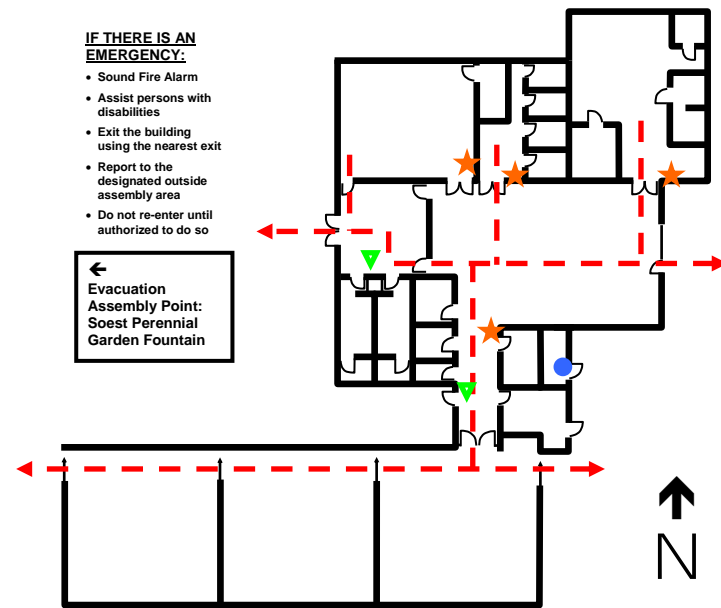 IF THERE IS AN
EMERGENCY:
• Sound Fire Alarm
• Assist persons with
disabilities
• Exit the building
using the nearest exit
• Report to the
designated outside
assembly area
• Do not re-enter until
authorized to do so
←
Evacuation
Assembly Point:
Soest Perennial
Garden Fountain
N